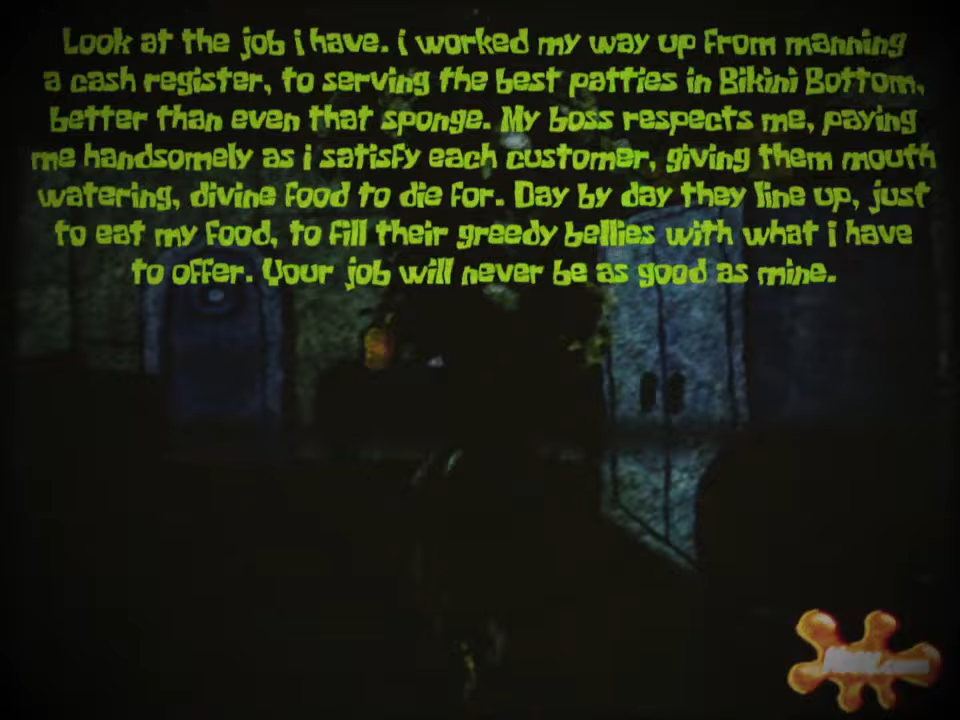 Look at the job i have. i worked my way up from manning
a cash register, to serving the best patties in Bikini Bottom,
better than even that sponge. My boss respects me, paying
me handsomely as i satisfy each customer, giving them mouth
watering, divine food to die for. Day by day they line up, just
to eat my food, to fill their greedy bellies with what i have
to offer. Your job will never be as good as mine.